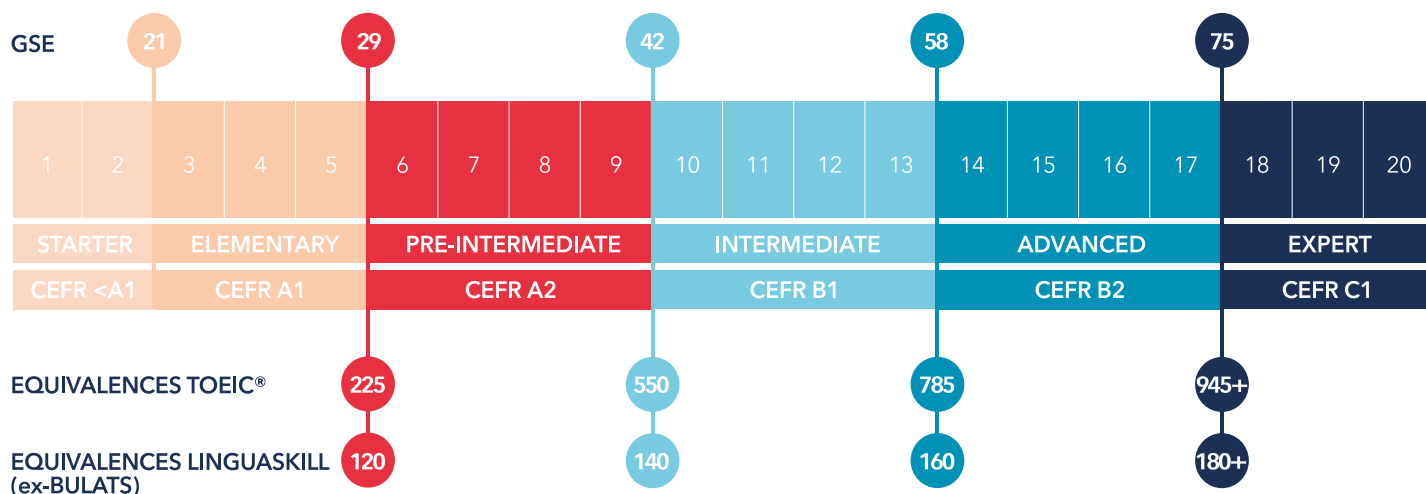 GSE 21 29 42 58 75
1 2 3 4 5 6 7 8 9 10 11 12 13 14 15 16 17 18 19 20
STARTER ELEMENTARY PRE-INTERMEDIATE INTERMEDIATE ADVANCED EXPERT
CEFR <A1 CEFR A1 CEFR A2 CEFR B1 CEFR B2 CEFR C1
EQUIVALENCES TOEIC® 225 550 785 945+
EQUIVALENCES LINGUASKILL 120 140 160 180+
(ex-BULATS)